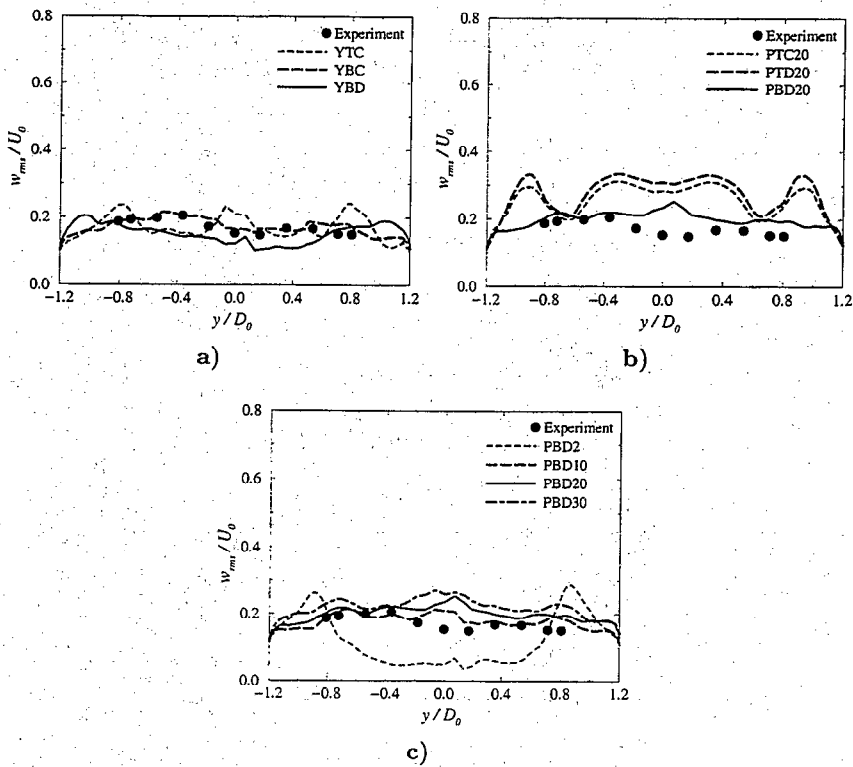 0.8
0.6
0.4
0.2
0.0
w_rms / U_0
Experiment
YTC
YBC
YBD
-1.2 -0.8 -0.4 0.0 0.4 0.8 1.2
y / D_0
a)
0.8
0.6
0.4
0.2
0.0
w_rms / U_0
Experiment
PTC20
PTD20
PBD20
-1.2 -0.8 -0.4 0.0 0.4 0.8 1.2
y / D_0
b)
0.8
0.6
0.4
0.2
0.0
w_rms / U_0
Experiment
PBD2
PBD10
PBD20
PBD30
-1.2 -0.8 -0.4 0.0 0.4 0.8 1.2
y / D_0
c)